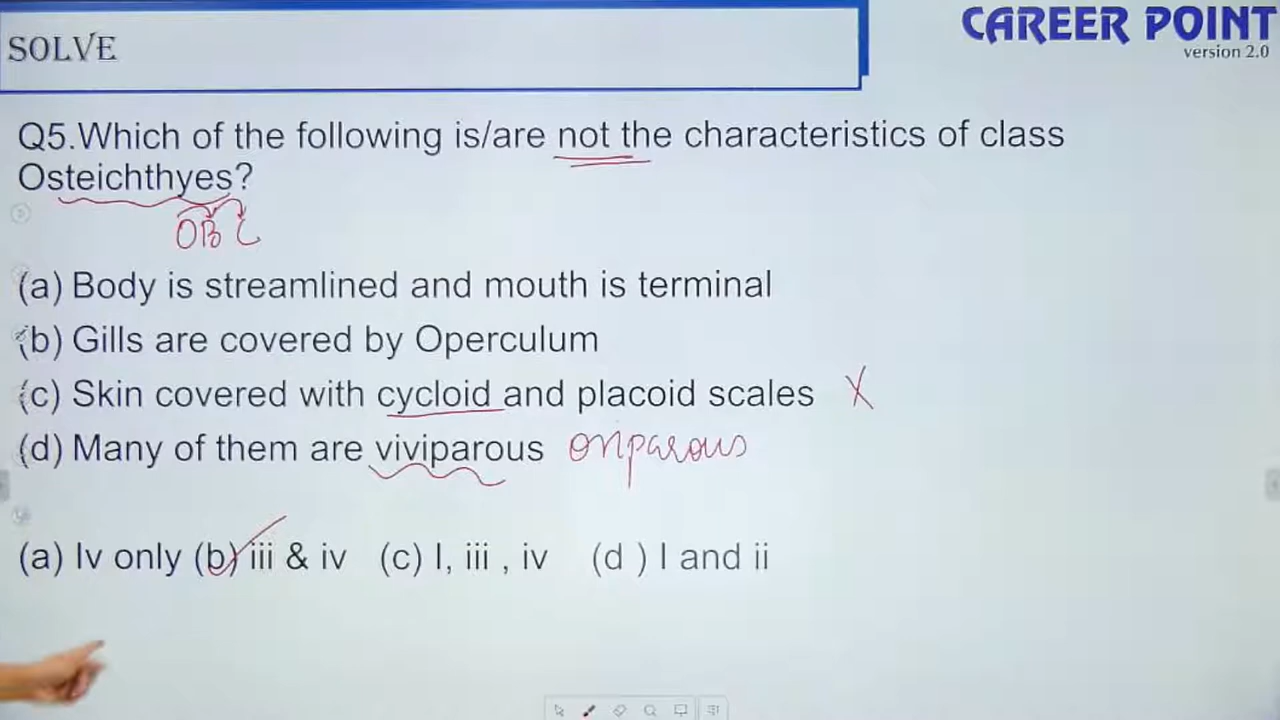 CAREER POINT
version 2.0
SOLVE
Q5.Which of the following is/are not the characteristics of class
Osteichthyes?
OBC
(a) Body is streamlined and mouth is terminal
(b) Gills are covered by Operculum
(c) Skin covered with cycloid and placoid scales X
(d) Many of them are viviparous
(a) Iv only (b) iii & iv (c) I, iii , iv (d ) I and ii